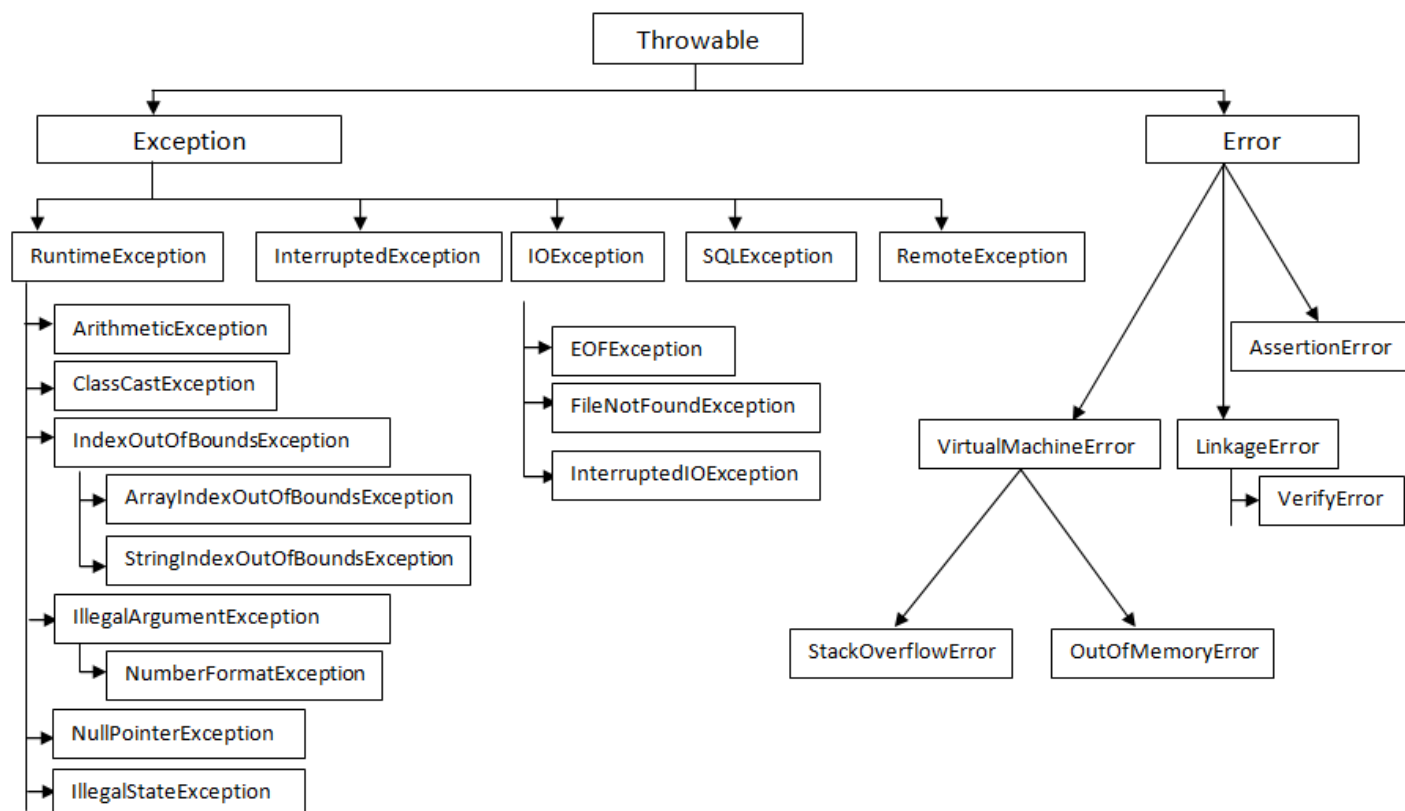 Throwable
Exception
Error
RuntimeException
InterruptedException
IOException
SQLException
RemoteException
ArithmeticException
ClassCastException
IndexOutOfBoundsException
ArrayIndexOutOfBoundsException
StringIndexOutOfBoundsException
IllegalArgumentException
NumberFormatException
NullPointerException
IllegalStateException
EOFException
FileNotFoundException
InterruptedIOException
AssertionError
VirtualMachineError
LinkageError
VerifyError
StackOverflowError
OutOfMemoryError